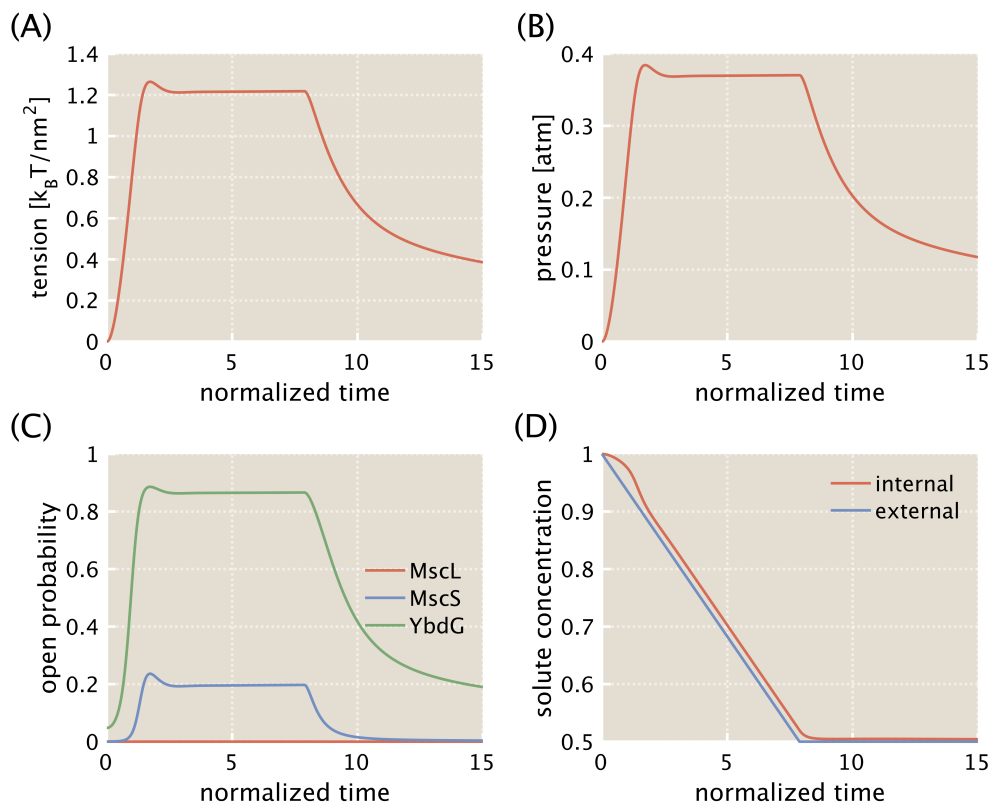 (A)
tension [k_BT/nm²]
1.4
1.2
1
0.8
0.6
0.4
0.2
0
0 5 10 15
normalized time
(B)
pressure [atm]
0.4
0.3
0.2
0.1
0
0 5 10 15
normalized time
(C)
open probability
1
0.8
0.6
0.4
0.2
0
MscL
MscS
YbdG
0 5 10 15
normalized time
(D)
solute concentration
1
0.9
0.8
0.7
0.6
0.5
internal
external
0 5 10 15
normalized time